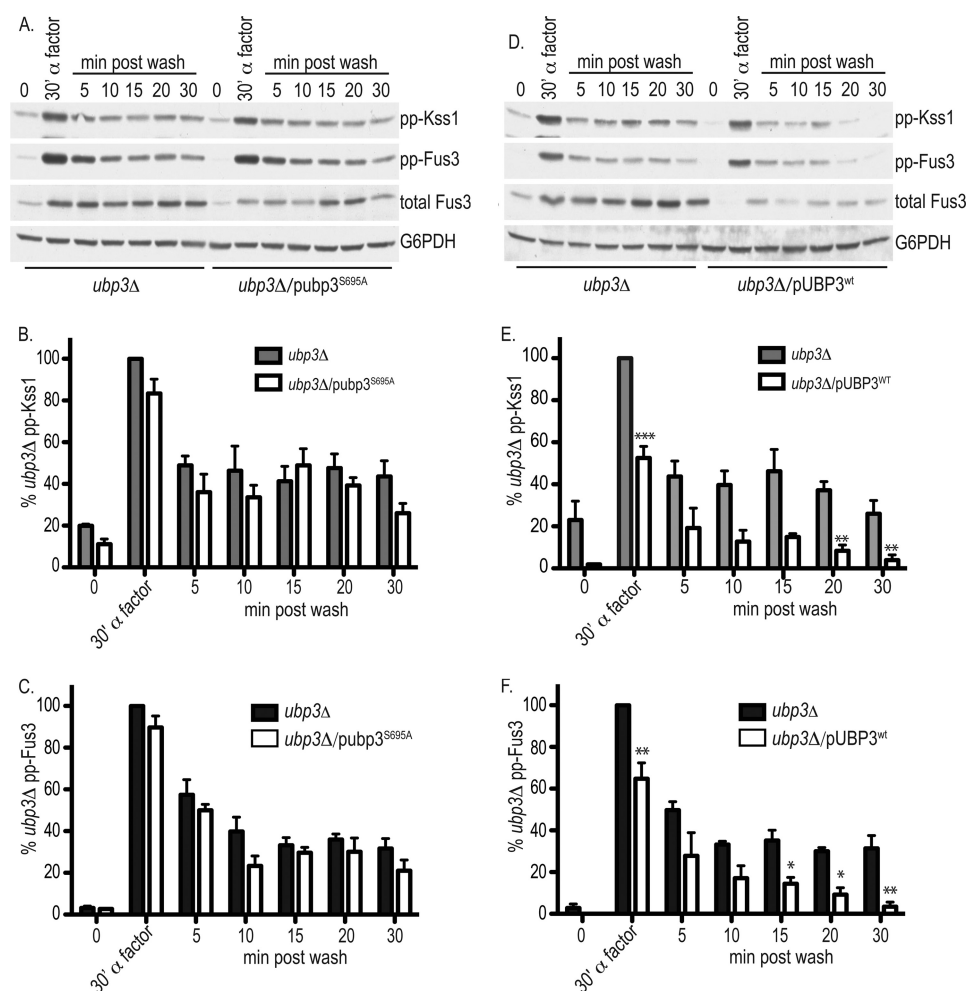 A.
30' α factor
min post wash
0 5 10 15 20 30
30' α factor
min post wash
0 5 10 15 20 30
pp-Kss1
pp-Fus3
total Fus3
G6PDH
ubp3Δ
ubp3Δ/pubp3S695A
D.
30' α factor
min post wash
0 5 10 15 20 30
30' α factor
min post wash
0 5 10 15 20 30
pp-Kss1
pp-Fus3
total Fus3
G6PDH
ubp3Δ
ubp3Δ/pUBP3wt
B.
% ubp3Δ pp-Kss1
100
80
60
40
20
0
ubp3Δ
ubp3Δ/pubp3S695A
0 30' α factor 5 10 15 20 30
min post wash
E.
% ubp3Δ pp-Kss1
100
80
60
40
20
0
ubp3Δ
ubp3Δ/pUBP3WT
***
**
**
0 30' α factor 5 10 15 20 30
min post wash
C.
% ubp3Δ pp-Fus3
100
80
60
40
20
0
ubp3Δ
ubp3Δ/pubp3S695A
0 30' α factor 5 10 15 20 30
min post wash
F.
% ubp3Δ pp-Fus3
100
80
60
40
20
0
ubp3Δ
ubp3Δ/pUBP3wt
**
*
*
**
0 30' α factor 5 10 15 20 30
min post wash